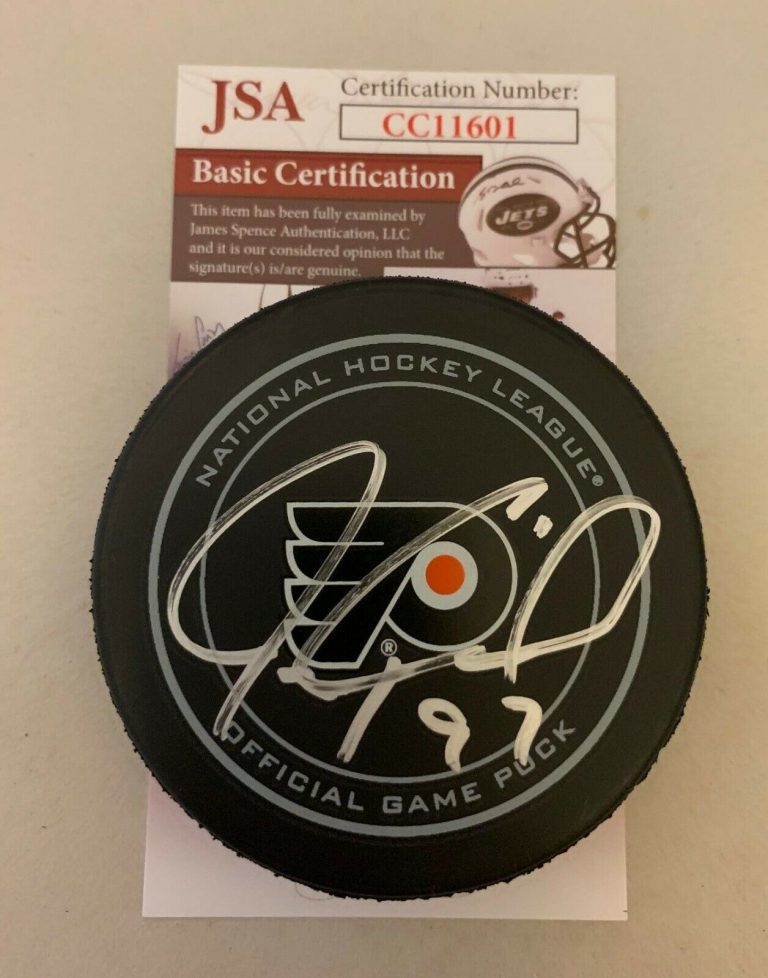 JSA
Certification Number:
CC11601
Basic Certification
This item has been fully examined by
James Spence Authentication, LLC
and it is our considered opinion that the
signature(s) is/are genuine.
JETS
NATIONAL HOCKEY LEAGUE®
®
97
OFFICIAL GAME PUCK